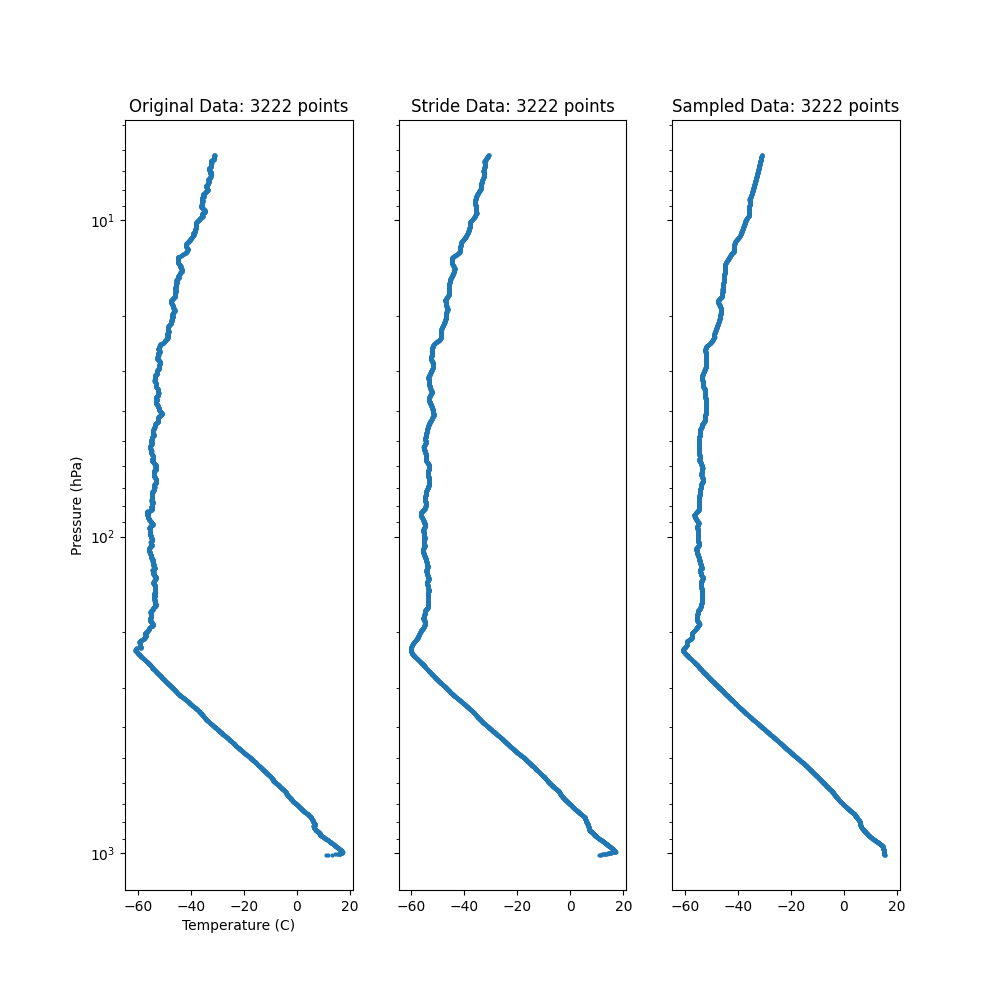 Original Data: 3222 points
Stride Data: 3222 points
Sampled Data: 3222 points
Pressure (hPa)
10¹
10²
10³
−60 −40 −20 0 20
−60 −40 −20 0 20
−60 −40 −20 0 20
Temperature (C)